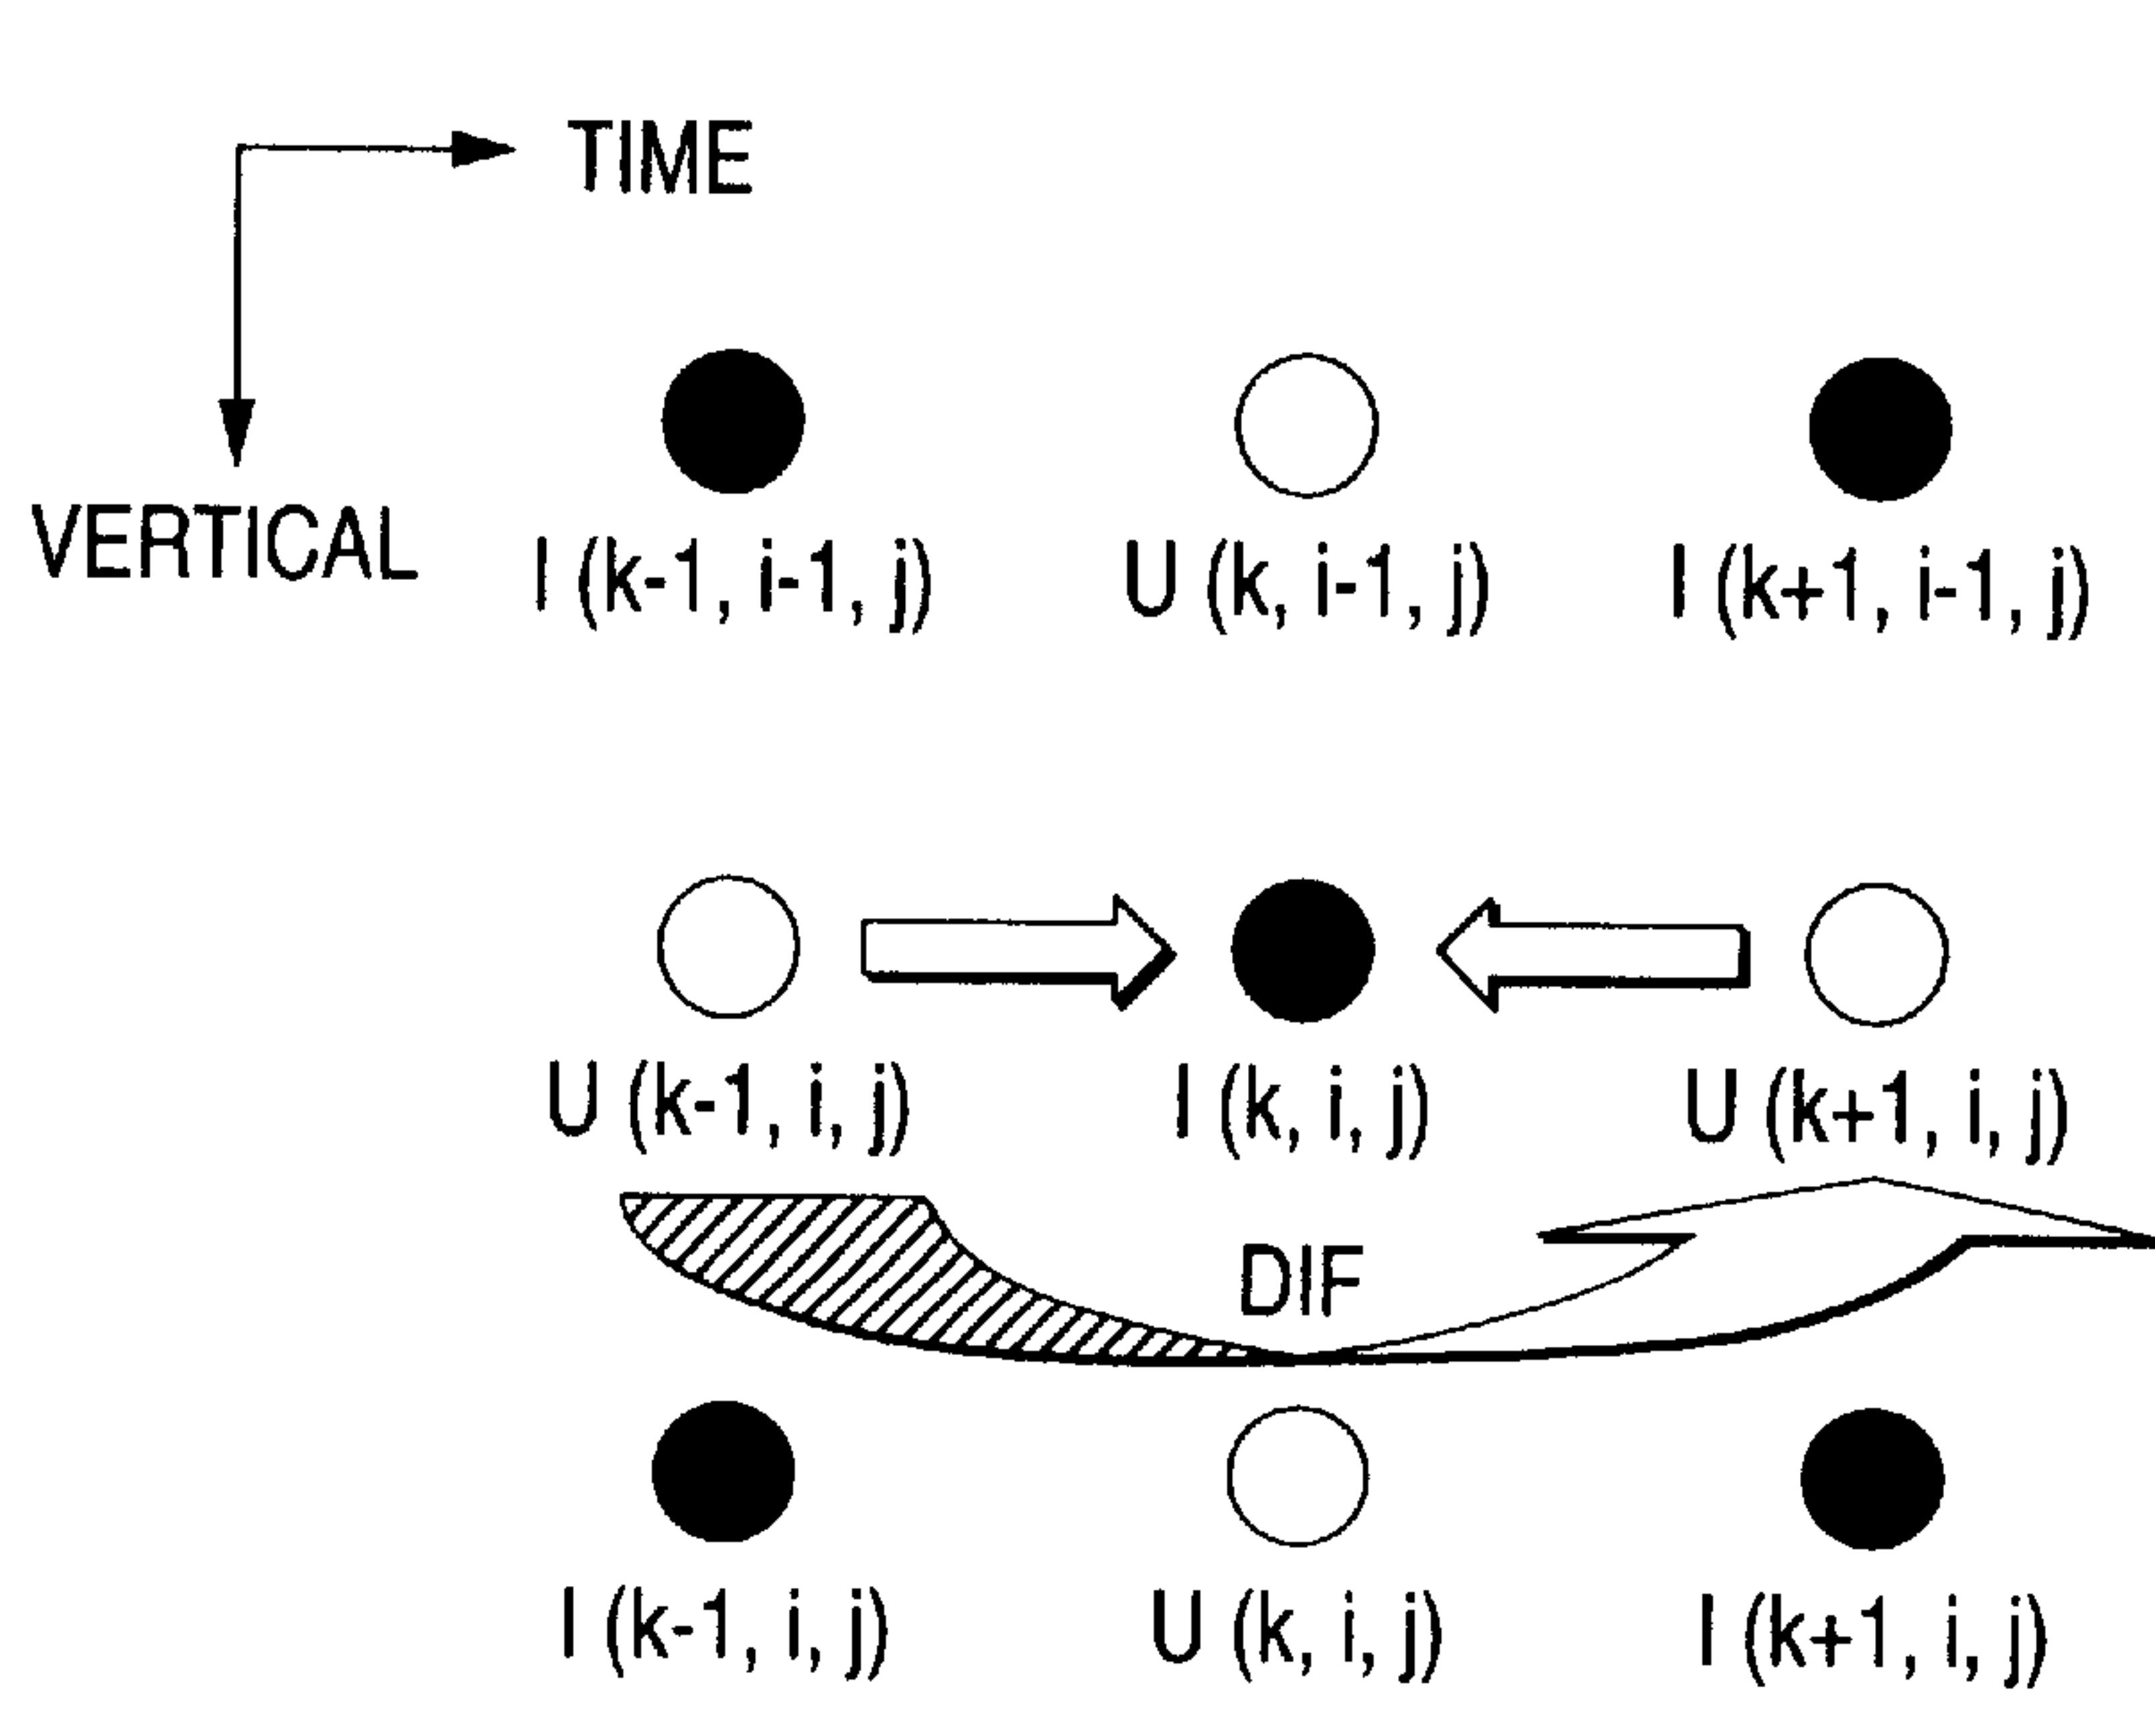 TIME
VERTICAL
I (k-1, i-1, j) U (k, i-1, j) I (k+1, i-1, j)
U (k-1, i, j) I (k, i, j) U (k+1, i, j)
DIF
I (k-1, i, j) U (k, i, j) I (k+1, i, j)